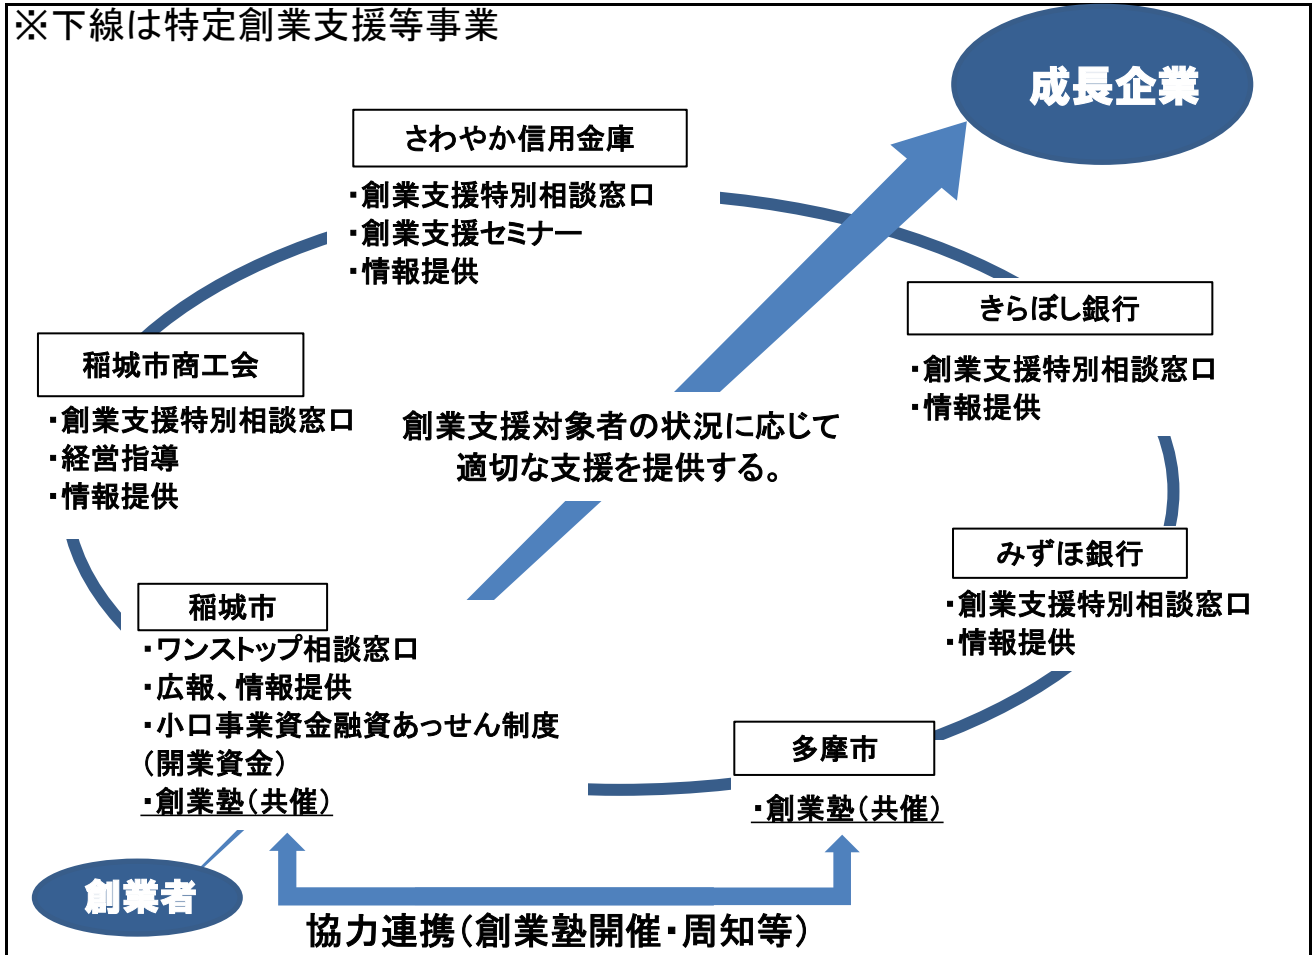 ※下線は特定創業支援等事業
成長企業
さわやか信用金庫
・創業支援特別相談窓口
・創業支援セミナー
・情報提供
きらぼし銀行
・創業支援特別相談窓口
・情報提供
稲城市商工会
・創業支援特別相談窓口
・経営指導
・情報提供
創業支援対象者の状況に応じて
適切な支援を提供する。
みずほ銀行
・創業支援特別相談窓口
・情報提供
稲城市
・ワンストップ相談窓口
・広報、情報提供
・小口事業資金融資あっせん制度
(開業資金)
・創業塾(共催)
多摩市
・創業塾(共催)
創業者
協力連携(創業塾開催・周知等)